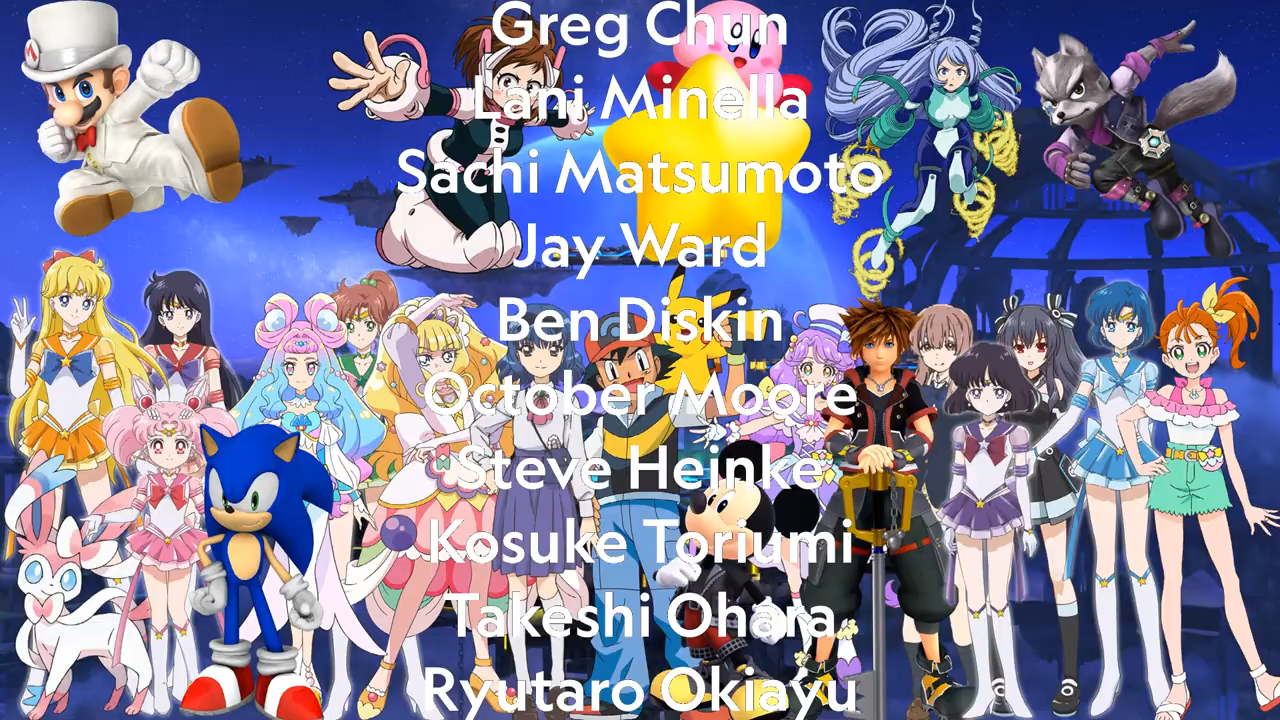 Greg Chun
Lani Minella
Sachi Matsumoto
Jay Ward
Ben Diskin
October Moore
Steve Heinke
Kosuke Toriumi
Takeshi Ohara
Ryutaro Okiayu